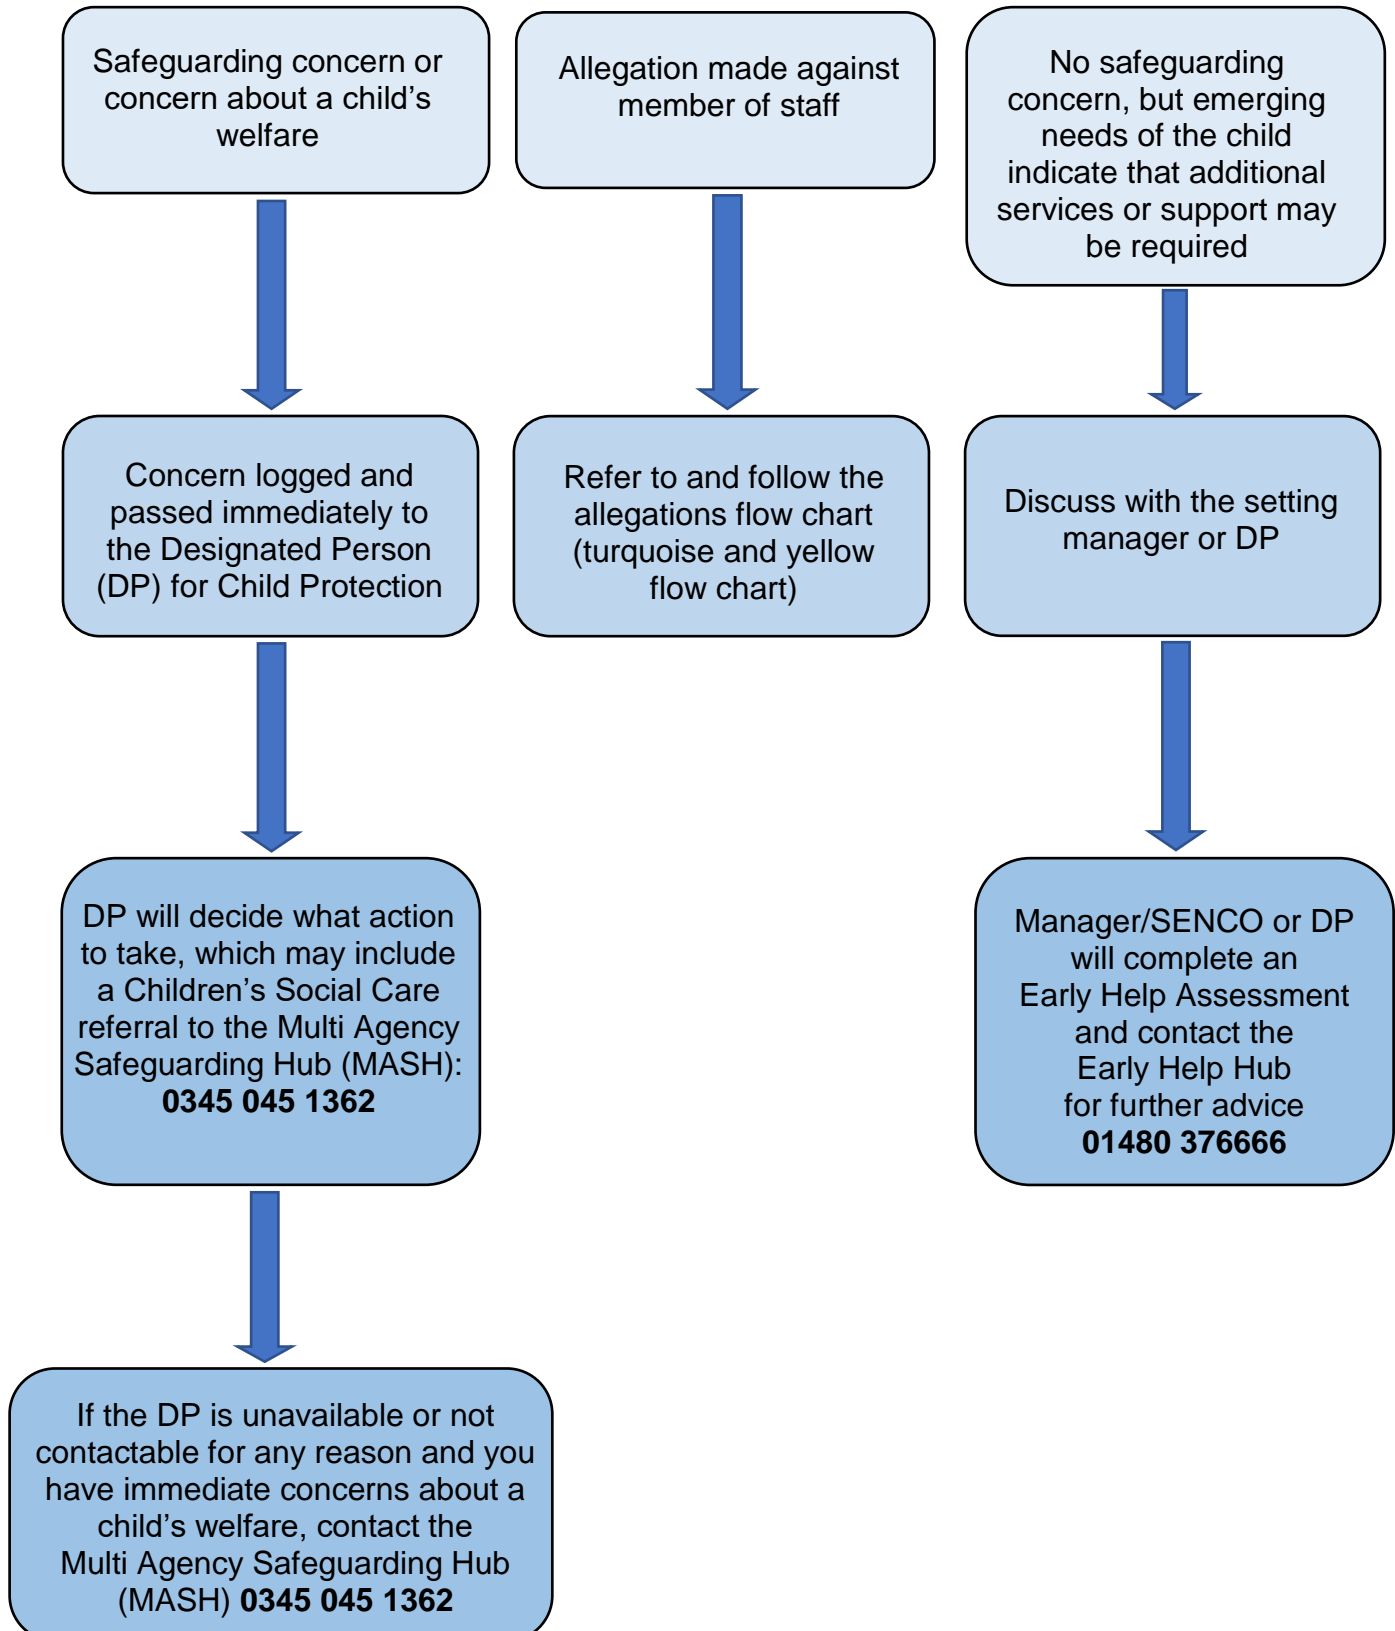 Safeguarding concern or
concern about a child’s
welfare
Allegation made against
member of staff
No safeguarding
concern, but emerging
needs of the child
indicate that additional
services or support may
be required
Concern logged and
passed immediately to
the Designated Person
(DP) for Child Protection
Refer to and follow the
allegations flow chart
(turquoise and yellow
flow chart)
Discuss with the setting
manager or DP
DP will decide what action
to take, which may include
a Children’s Social Care
referral to the Multi Agency
Safeguarding Hub (MASH):
0345 045 1362
Manager/SENCO or DP
will complete an
Early Help Assessment
and contact the
Early Help Hub
for further advice
01480 376666
If the DP is unavailable or not
contactable for any reason and you
have immediate concerns about a
child’s welfare, contact the
Multi Agency Safeguarding Hub
(MASH) 0345 045 1362